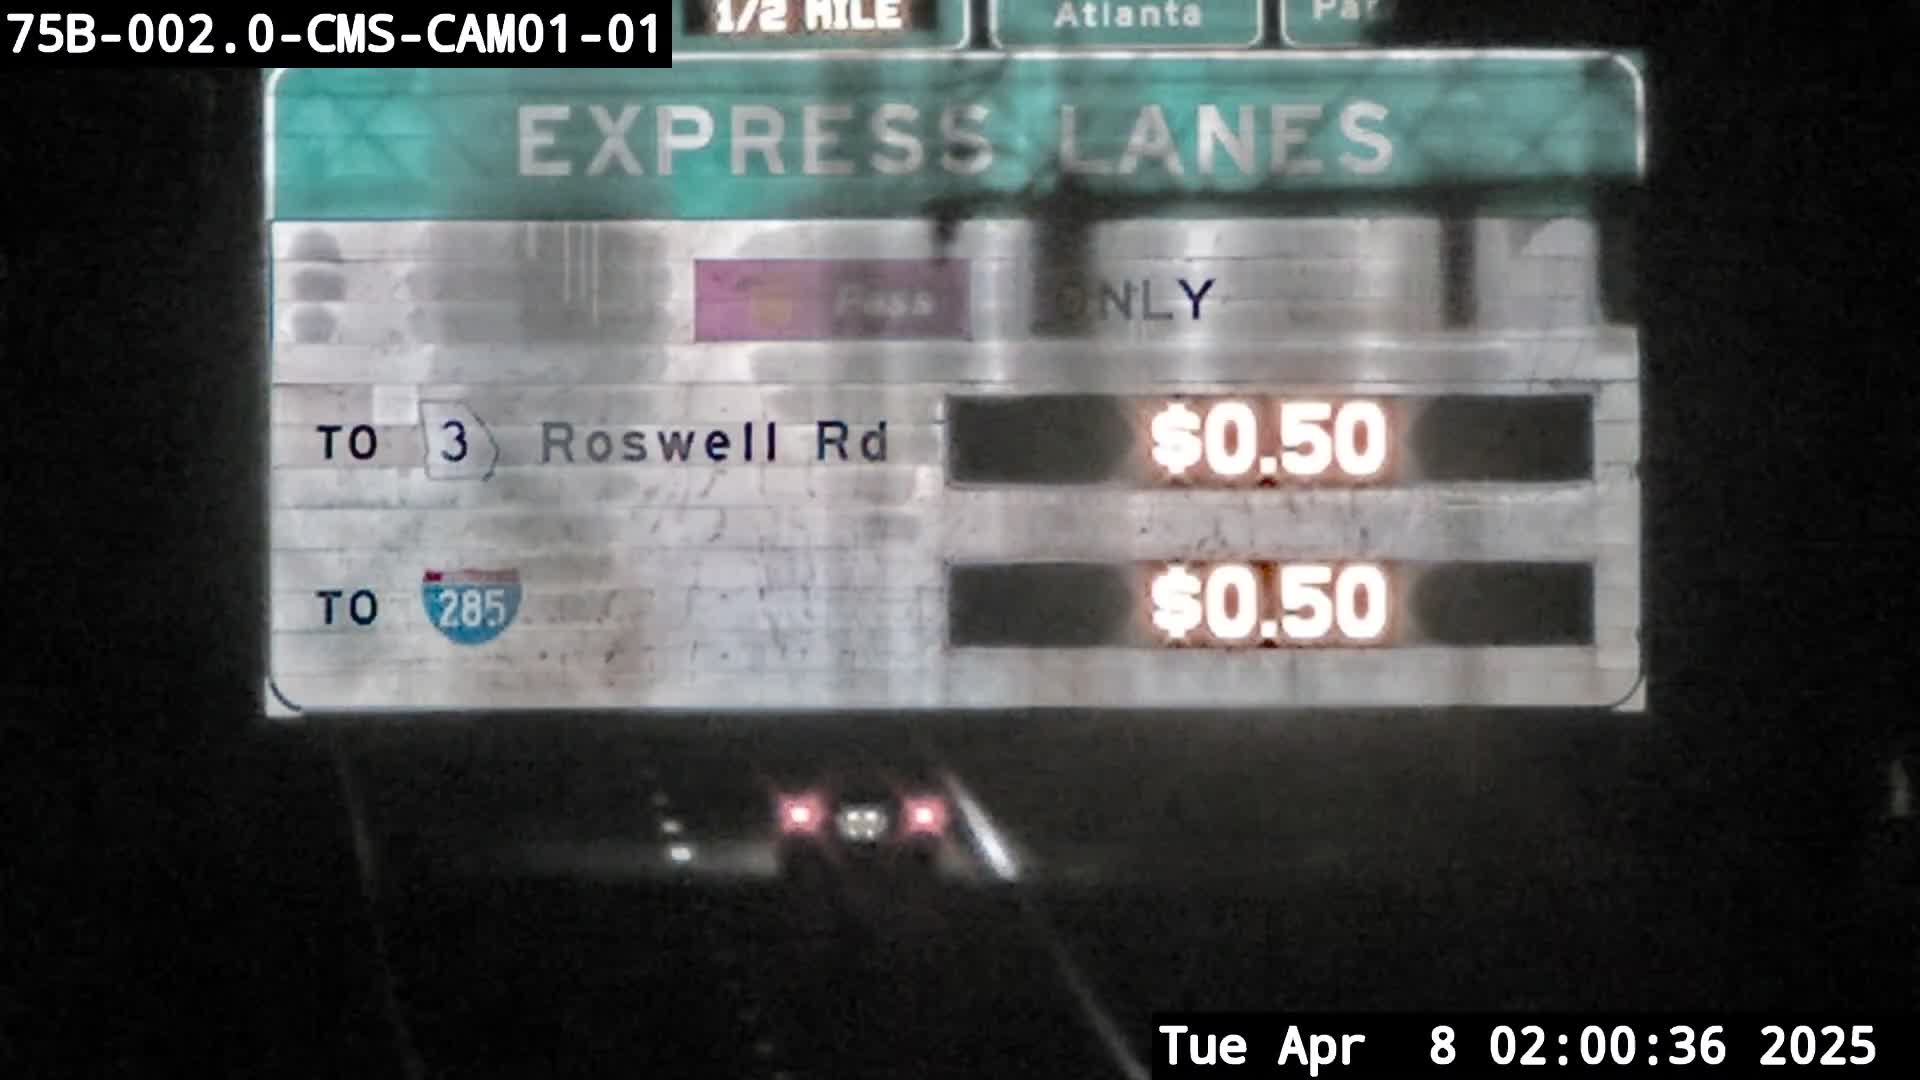 75B-002.0-CMS-CAM01-01
1/2 MILE
Atlanta
EXPRESS LANES
Pass ONLY
TO 3 Roswell Rd $0.50
TO 285 $0.50
Tue Apr 8 02:00:36 2025